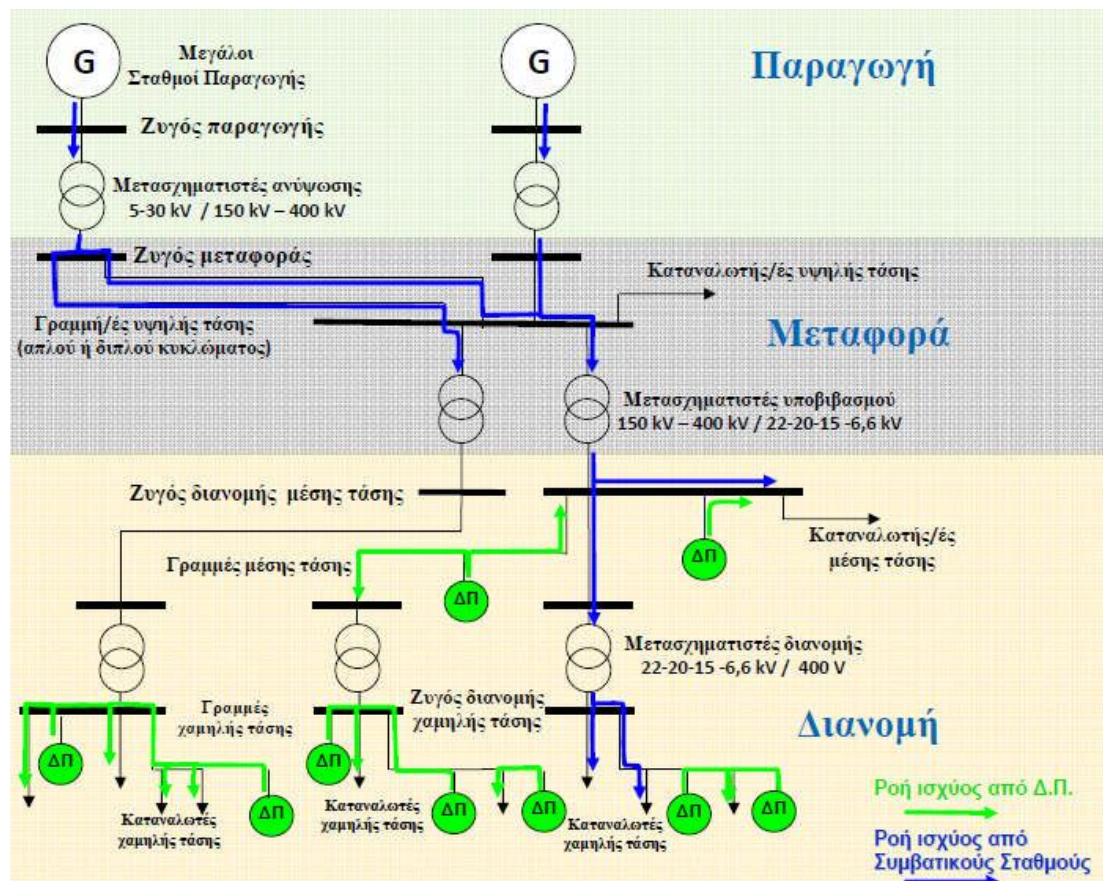 G
Μεγάλοι
Σταθμοί Παραγωγής
G
Παραγωγή
Ζυγός παραγωγής
Μετασχηματιστές ανύψωσης
5-30 kV / 150 kV – 400 kV
Ζυγός μεταφοράς
Καταναλωτής/ές υψηλής τάσης
Γραμμή/ές υψηλής τάσης
(απλού ή διπλού κυκλώματος)
Μεταφορά
Μετασχηματιστές υποβιβασμού
150 kV – 400 kV / 22-20-15 -6,6 kV
Ζυγός διανομής μέσης τάσης
Καταναλωτής/ές
μέσης τάσης
ΔΠ
Γραμμές μέσης τάσης
ΔΠ
Μετασχηματιστές διανομής
22-20-15 -6,6 kV / 400 V
Γραμμές
χαμηλής τάσης
Ζυγός διανομής
χαμηλής τάσης
Διανομή
ΔΠ
ΔΠ
ΔΠ
ΔΠ
ΔΠ
ΔΠ
ΔΠ
Καταναλωτές
χαμηλής τάσης
Καταναλωτές
χαμηλής τάσης
Καταναλωτές
χαμηλής τάσης
Ροή ισχύος από Δ.Π.
Ροή ισχύος από
Συμβατικούς Σταθμούς